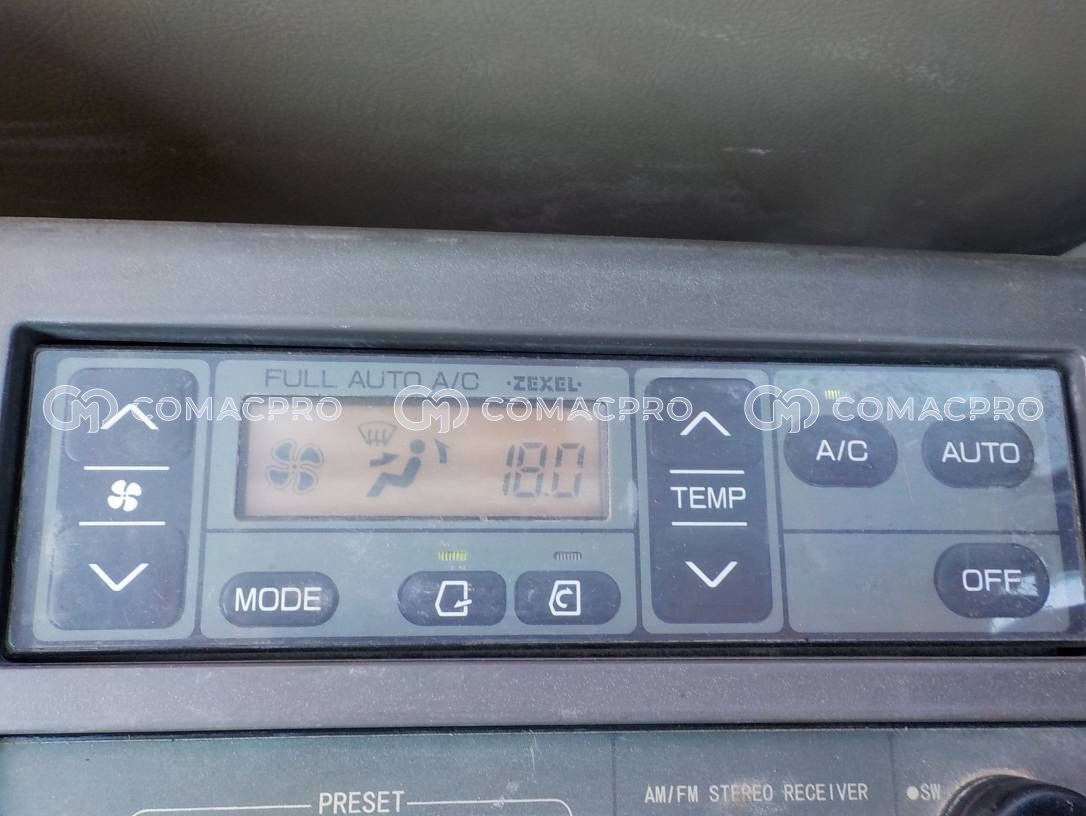 FULL AUTO A/C ·ZEXEL·
COMACPRO COMACPRO COMACPRO
18.0
TEMP
A/C AUTO
MODE
OFF
PRESET
AM/FM STEREO RECEIVER
●SW